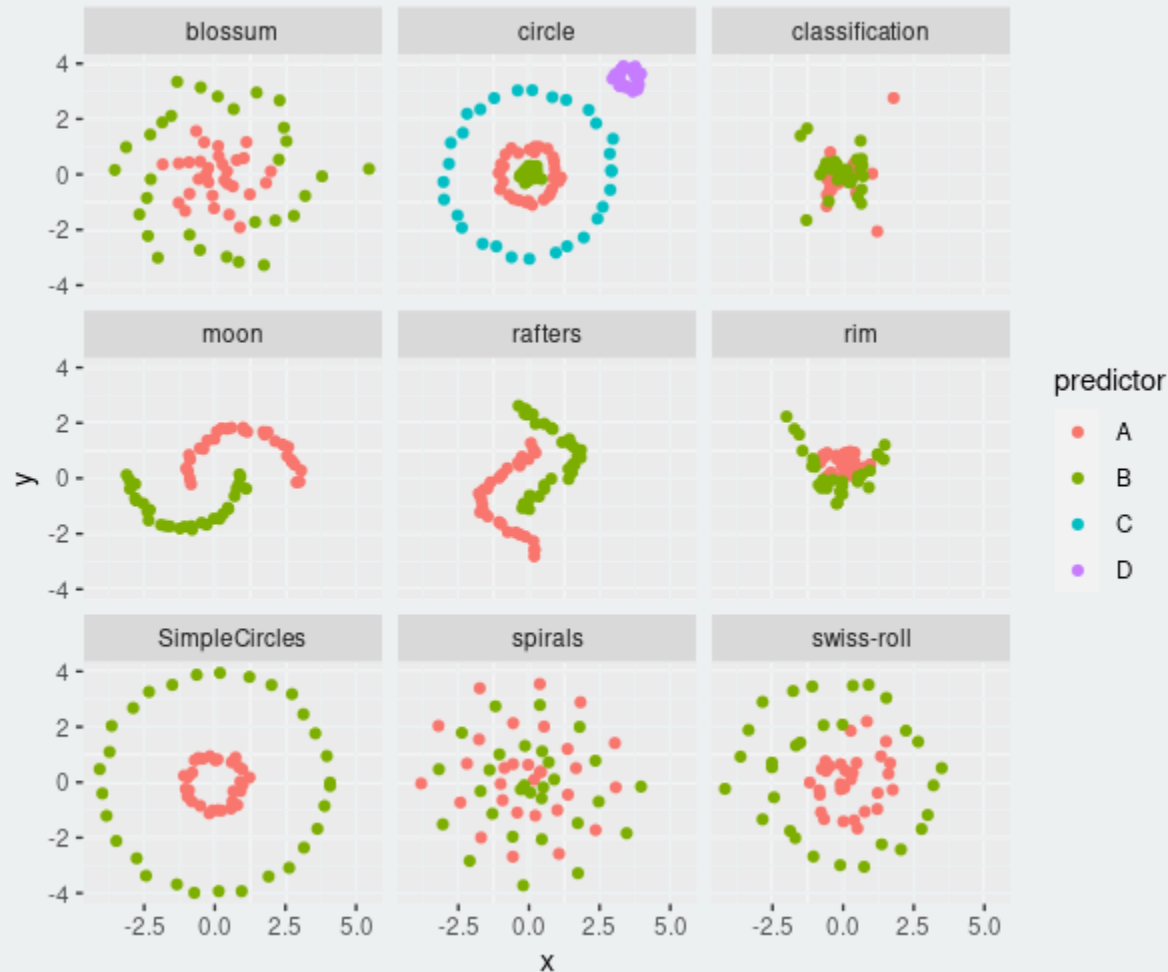 blossum
circle
classification
4
2
0
-2
-4
moon
rafters
rim
4
2
0
-2
-4
y
predictor
A
B
C
D
SimpleCircles
spirals
swiss-roll
4
2
0
-2
-4
-2.5 0.0 2.5 5.0
-2.5 0.0 2.5 5.0
-2.5 0.0 2.5 5.0
x